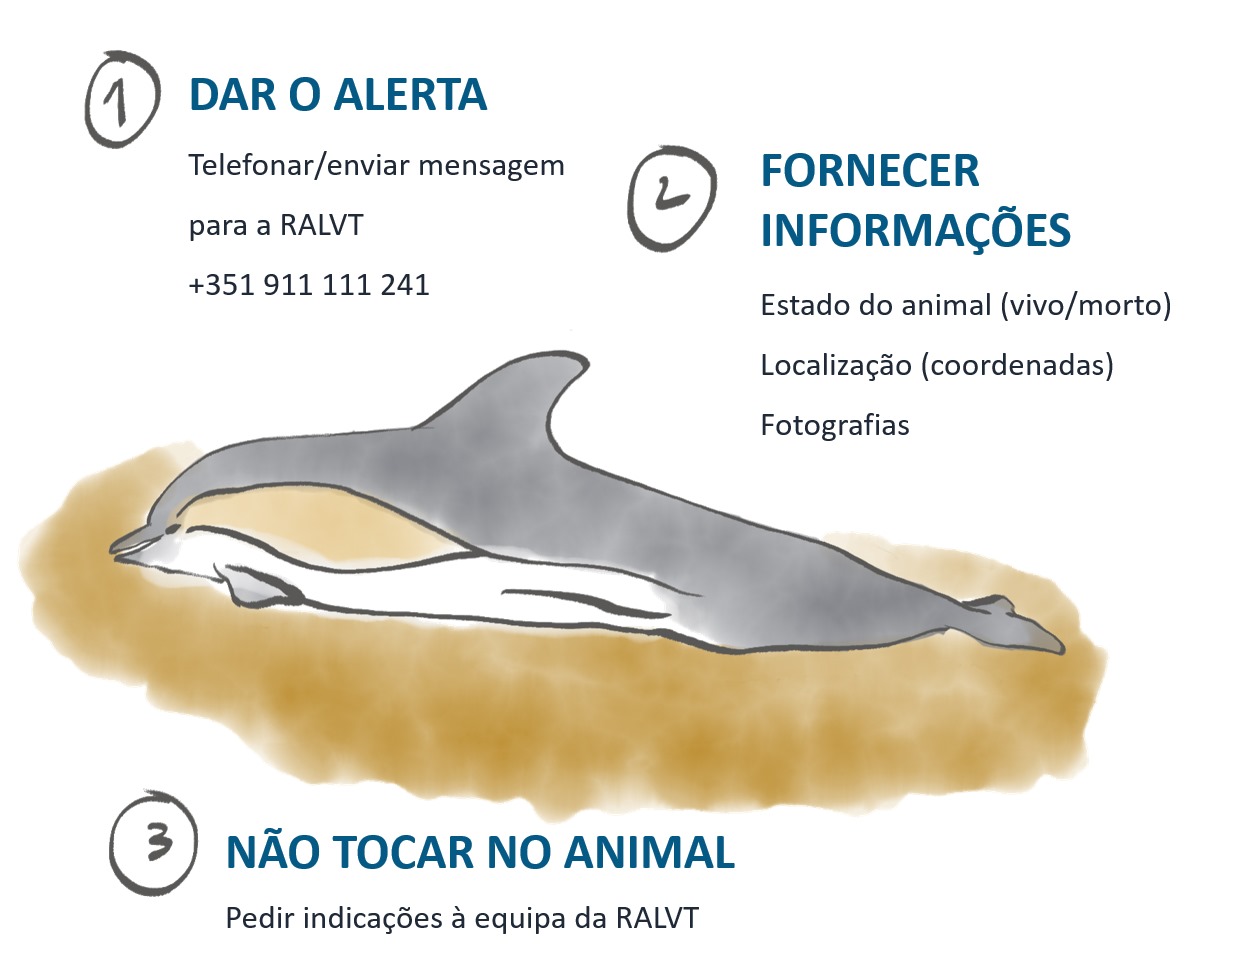 1
DAR O ALERTA
Telefonar/enviar mensagem
para a RALVT
+351 911 111 241
2
FORNECER
INFORMAÇÕES
Estado do animal (vivo/morto)
Localização (coordenadas)
Fotografias
3
NÃO TOCAR NO ANIMAL
Pedir indicações à equipa da RALVT